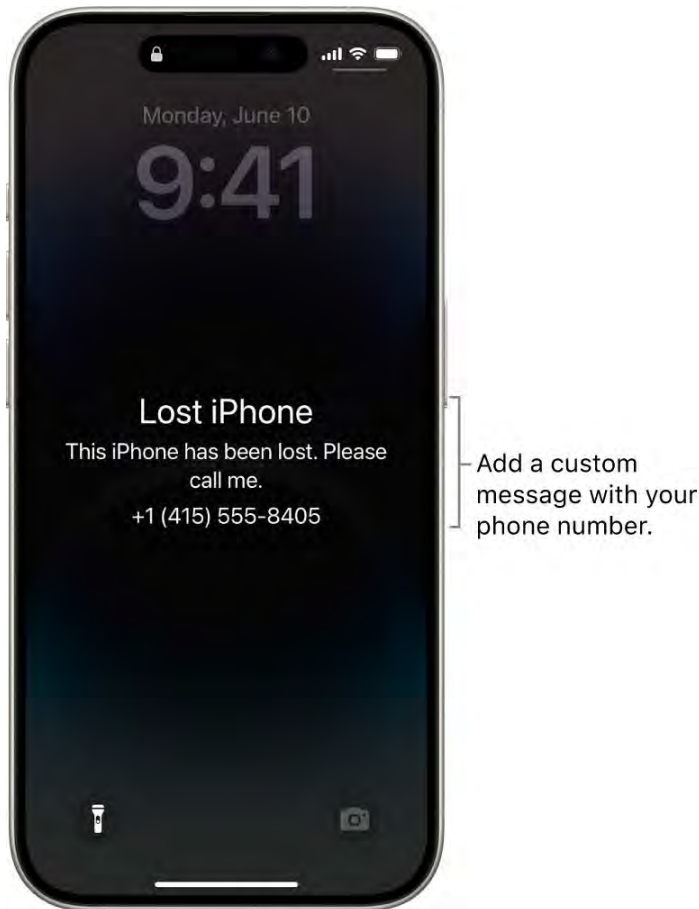 Monday, June 10
9:41
Lost iPhone
This iPhone has been lost. Please
call me.
+1 (415) 555-8405
Add a custom
message with your
phone number.